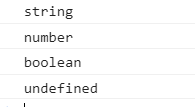 string
number
boolean
undefined